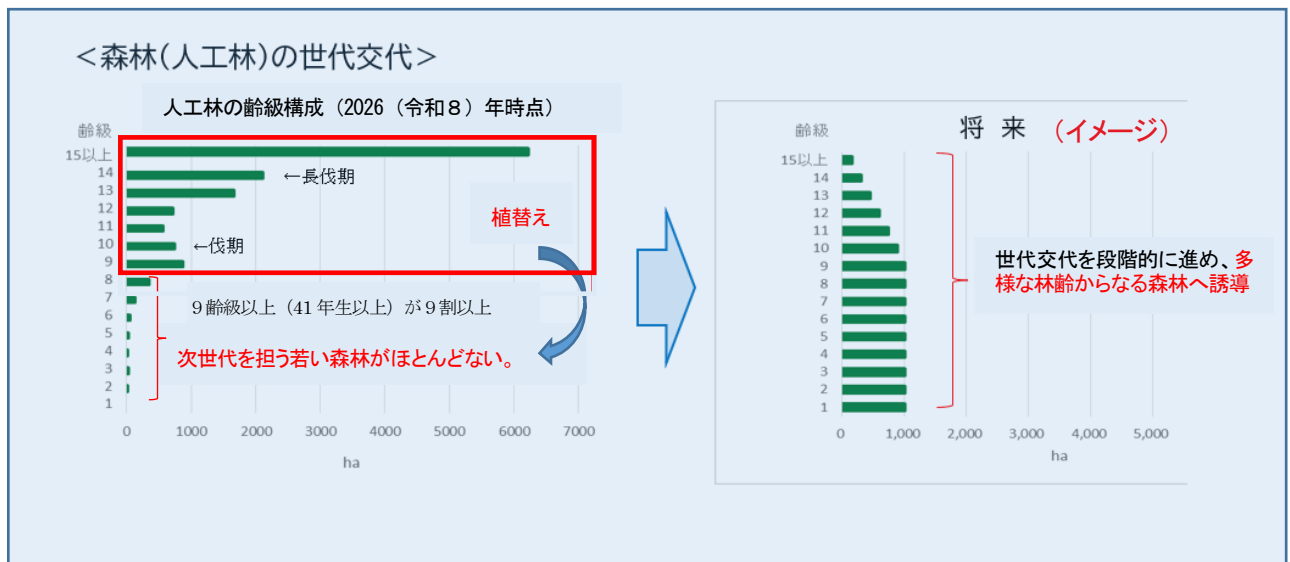 ＜森林(人工林)の世代交代＞
人工林の齢級構成（2026（令和８）年時点）
齢級
15以上
14
←長伐期
13
12
11
植替え
10
←伐期
9
8
7
９齢級以上（41 年生以上）が９割以上
6
5
4
次世代を担う若い森林がほとんどない。
3
2
1
0
1000
2000
3000
4000
5000
6000
7000
ha
将 来 （イメージ）
齢級
15以上
14
13
12
11
10
9
8
7
6
5
4
3
2
1
世代交代を段階的に進め、多
様な林齢からなる森林へ誘導
0
1,000
2,000
3,000
4,000
5,000
ha